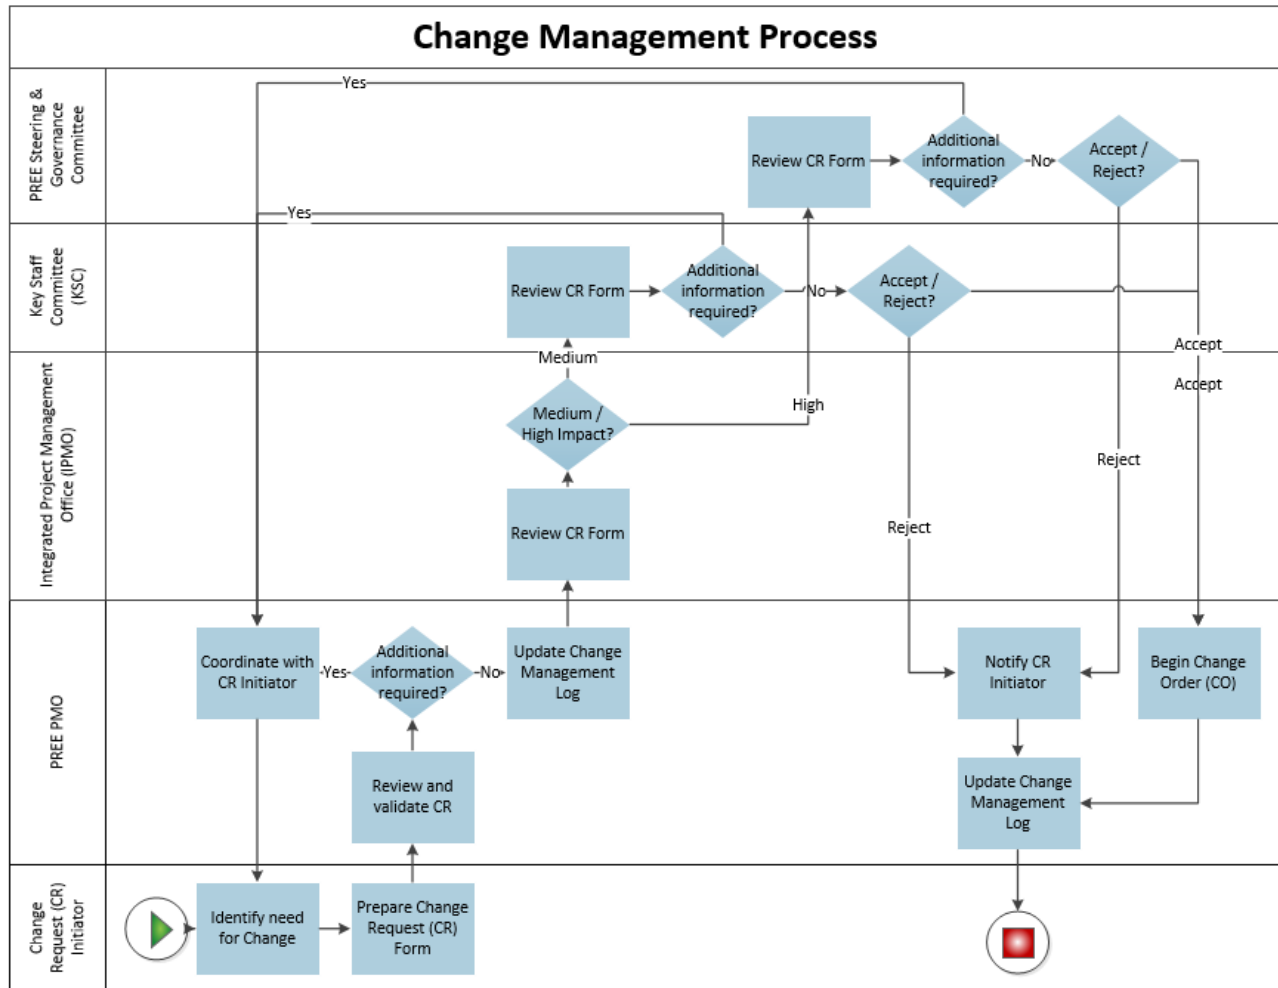 Change Management Process
PREE Steering &
Governance
Committee
Yes
Review CR Form
Additional
information
required?
No
Accept /
Reject?
Key Staff
Committee
(KSC)
Yes
Review CR Form
Additional
information
required?
No
Accept /
Reject?
Accept
Accept
Integrated Project Management
Office (IPMO)
Medium
Medium /
High Impact?
High
Reject
Reject
Review CR Form
PREE PMO
Coordinate with
CR Initiator
Yes
Additional
information
required?
No
Update Change
Management
Log
Notify CR
Initiator
Begin Change
Order (CO)
Review and
validate CR
Update Change
Management
Log
Change
Request (CR)
Initiator
Identify need
for Change
Prepare Change
Request (CR)
Form